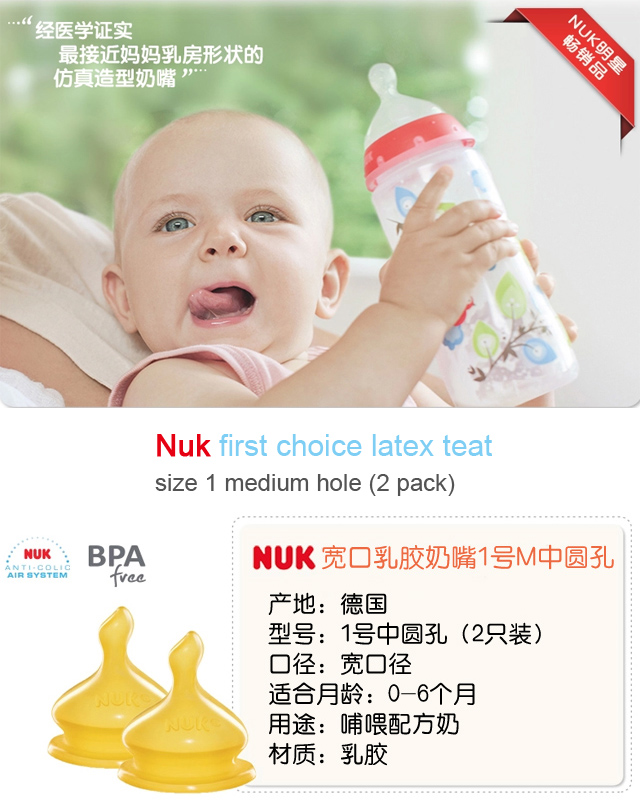 “经医学证实
最接近妈妈乳房形状的
仿真造型奶嘴”
NUK明星
畅销品
Nuk first choice latex teat
size 1 medium hole (2 pack)
NUK
ANTI-COLIC
AIR SYSTEM
BPA
free
NUK 宽口乳胶奶嘴1号M中圆孔
产地：德国
型号：1号中圆孔（2只装）
口径：宽口径
适合月龄：0-6个月
用途：哺喂配方奶
材质：乳胶
NUK
NUK